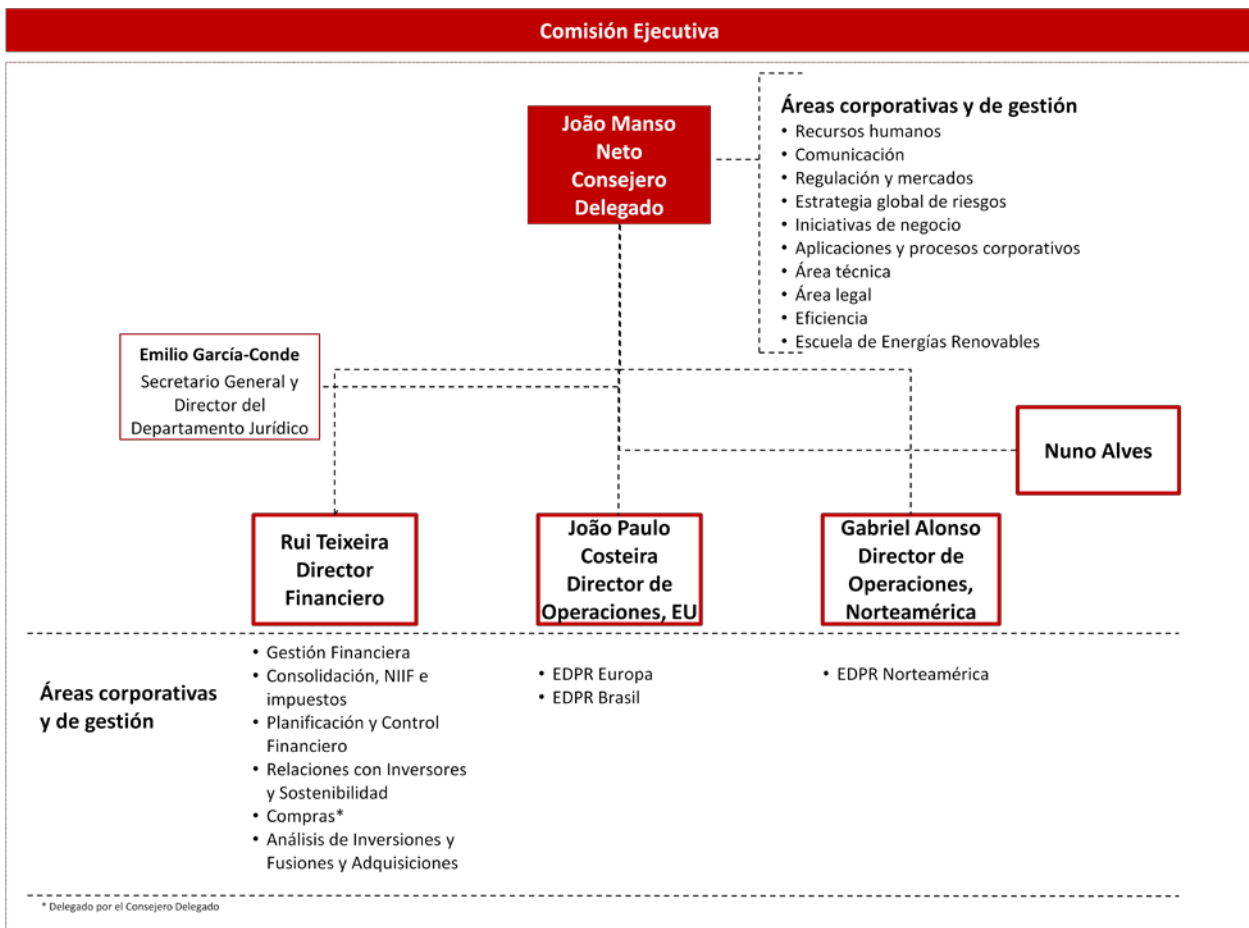 Comisión Ejecutiva
João Manso
Neto
Consejero
Delegado
Áreas corporativas y de gestión
• Recursos humanos
• Comunicación
• Regulación y mercados
• Estrategia global de riesgos
• Iniciativas de negocio
• Aplicaciones y procesos corporativos
• Área técnica
• Área legal
• Eficiencia
• Escuela de Energías Renovables
Emilio García-Conde
Secretario General y
Director del
Departamento Jurídico
Nuno Alves
Rui Teixeira
Director
Financiero
João Paulo
Costeira
Director de
Operaciones, EU
Gabriel Alonso
Director de
Operaciones,
Norteamérica
Áreas corporativas
y de gestión
• Gestión Financiera
• Consolidación, NIIF e
impuestos
• Planificación y Control
Financiero
• Relaciones con Inversores
y Sostenibilidad
• Compras*
• Análisis de Inversiones y
Fusiones y Adquisiciones
• EDPR Europa
• EDPR Brasil
• EDPR Norteamérica
* Delegado por el Consejero Delegado